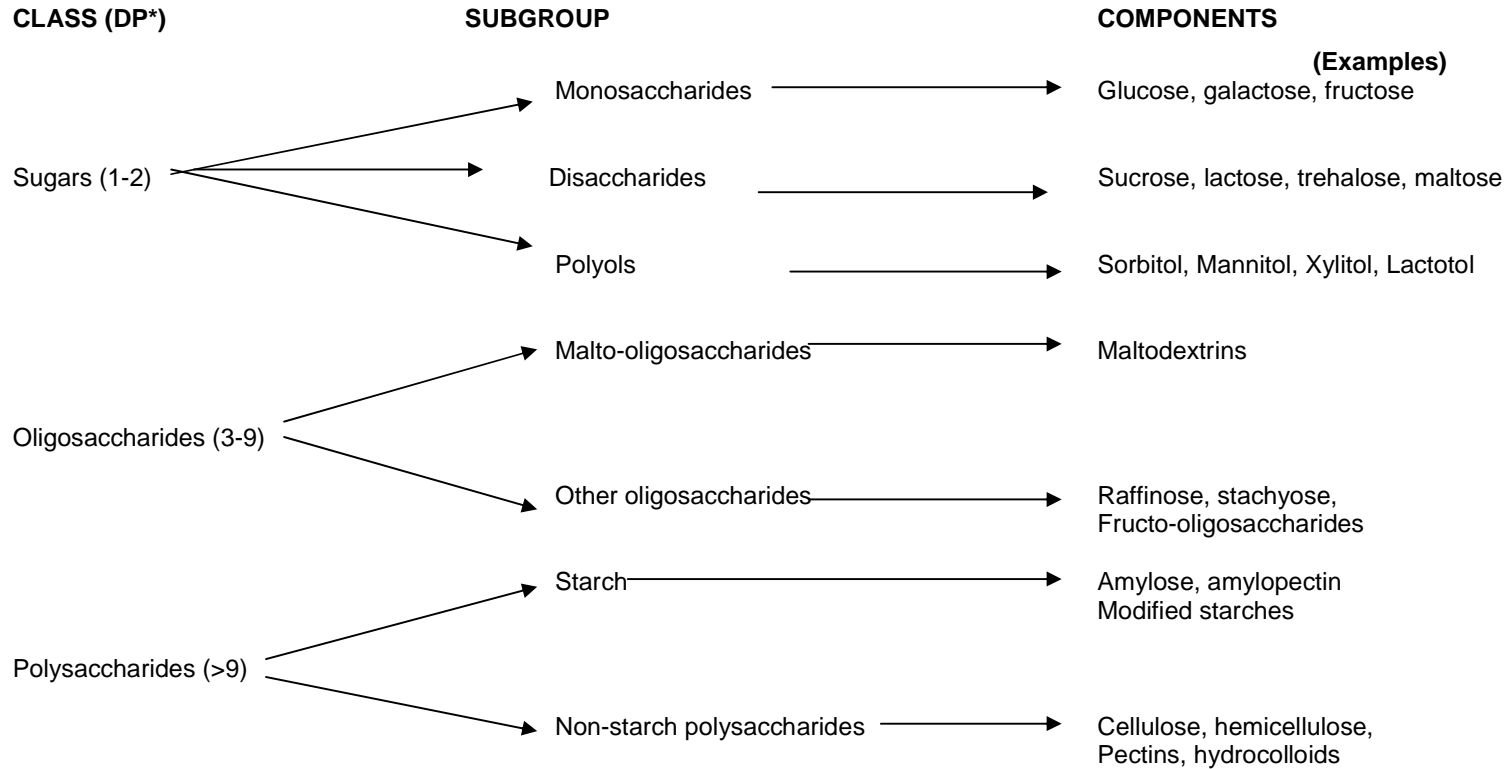 CLASS (DP*) SUBGROUP COMPONENTS
(Examples)
Monosaccharides Glucose, galactose, fructose
Sugars (1-2) Disaccharides Sucrose, lactose, trehalose, maltose
Polyols Sorbitol, Mannitol, Xylitol, Lactotol
Malto-oligosaccharides Maltodextrins
Oligosaccharides (3-9)
Other oligosaccharides Raffinose, stachyose,
Fructo-oligosaccharides
Starch Amylose, amylopectin
Modified starches
Polysaccharides (>9)
Non-starch polysaccharides Cellulose, hemicellulose,
Pectins, hydrocolloids